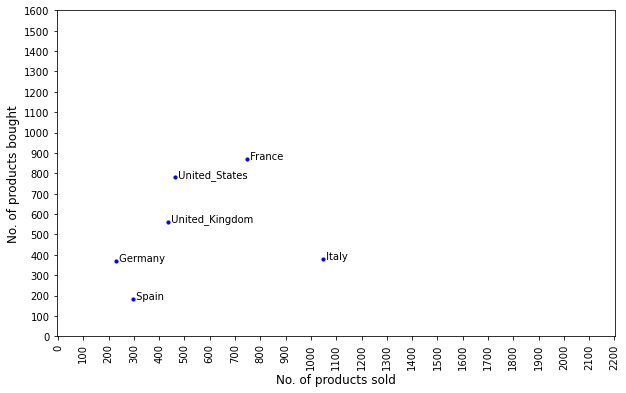 No. of products bought
1600
1500
1400
1300
1200
1100
1000
900
800
700
600
500
400
300
200
100
0
France
United_States
United_Kingdom
Germany
Italy
Spain
0 100 200 300 400 500 600 700 800 900 1000 1100 1200 1300 1400 1500 1600 1700 1800 1900 2000 2100 2200
No. of products sold